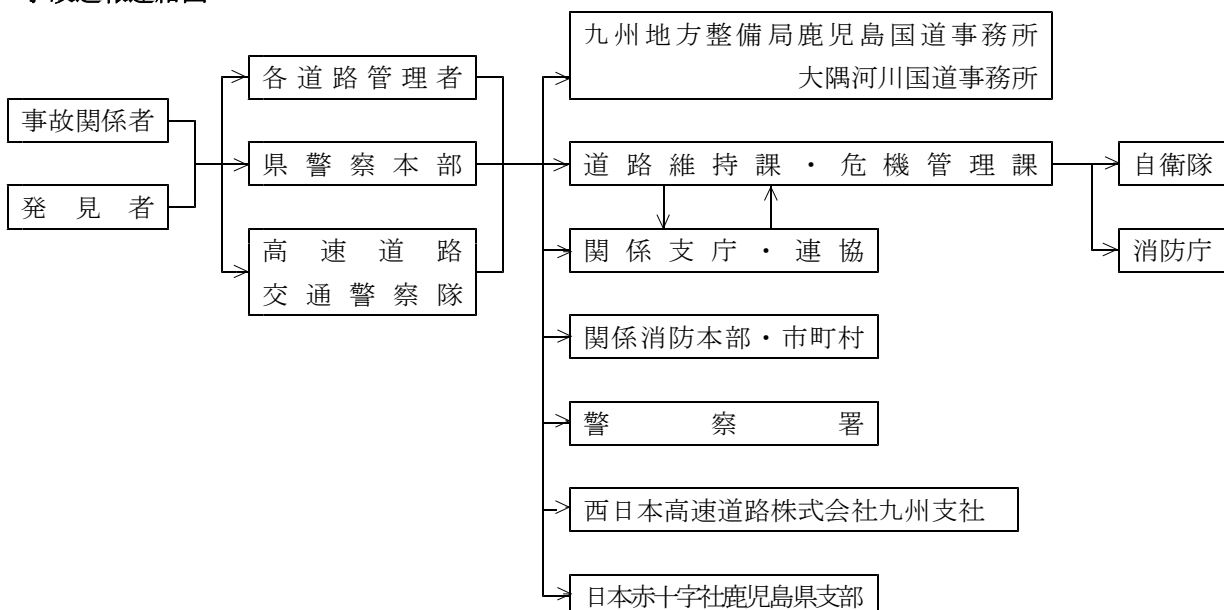 事故関係者
発見者
各道路管理者
県警察本部
高速道路
交通警察隊
九州地方整備局鹿児島国道事務所
大隅河川国道事務所
道路維持課・危機管理課
関係支庁・連協
関係消防本部・市町村
警察署
西日本高速道路株式会社九州支社
日本赤十字社鹿児島県支部
自衛隊
消防庁